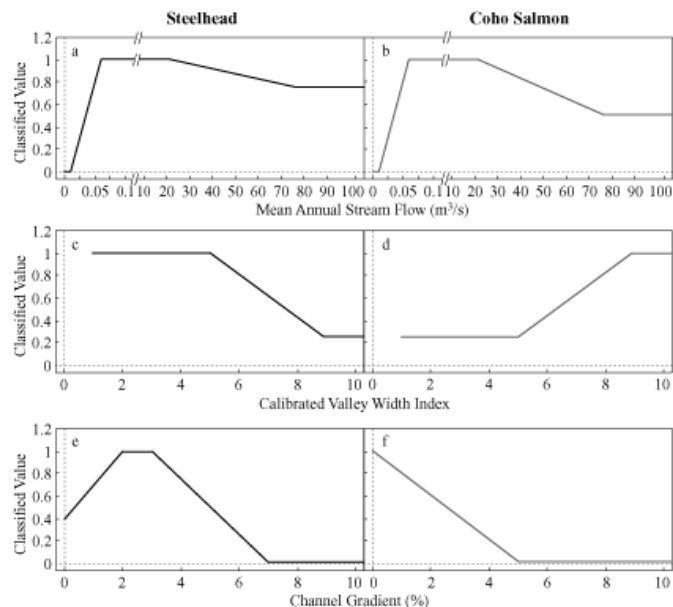 Steelhead Coho Salmon
1.2 a b
1
0.8
0.6
0.4
0.2
0
Classified Value
0 0.05 0.1 10 20 30 40 50 60 70 80 90 100 0 0.05 0.1 10 20 30 40 50 60 70 80 90 100
Mean Annual Stream Flow (m³/s)
1.2
c d
1
0.8
0.6
0.4
0.2
0
Classified Value
0 2 4 6 8 10 0 2 4 6 8 10
Calibrated Valley Width Index
1.2
e f
1
0.8
0.6
0.4
0.2
0
Classified Value
0 2 4 6 8 10 0 2 4 6 8 10
Channel Gradient (%)